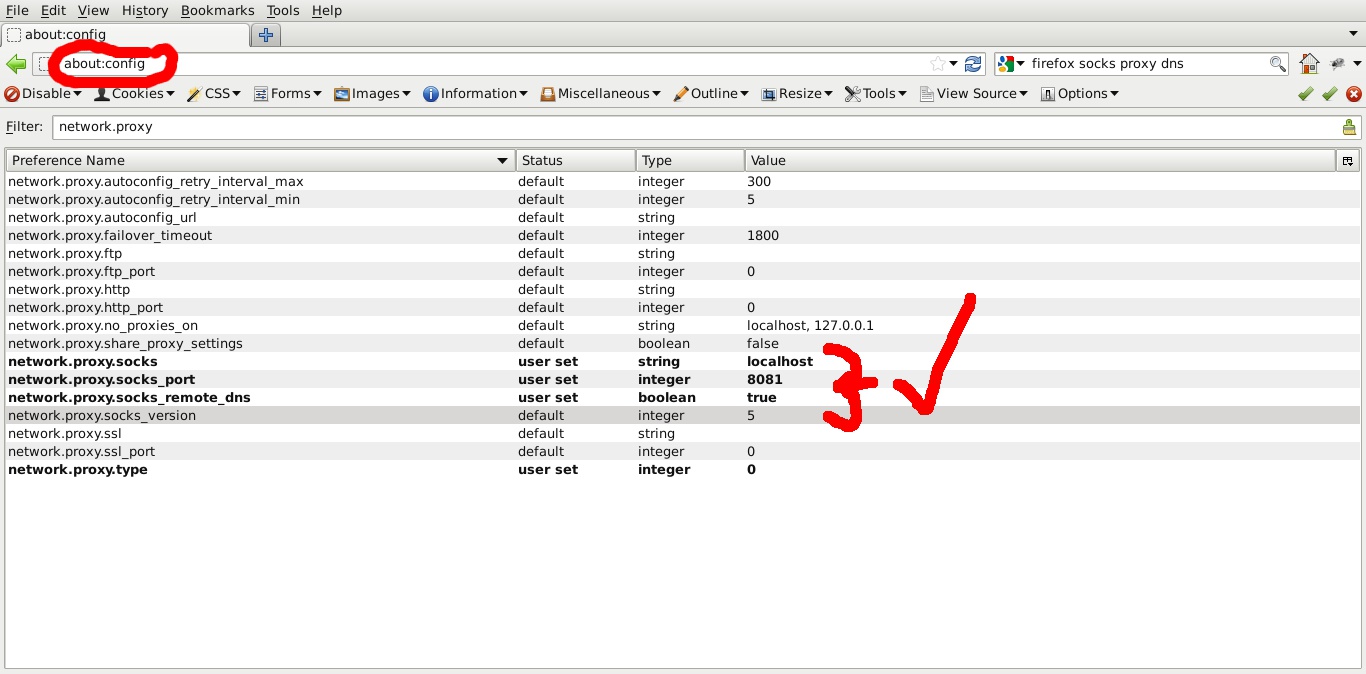 File Edit View History Bookmarks Tools Help
about:config
about:config firefox socks proxy dns
Disable Cookies CSS Forms Images Information Miscellaneous Outline Resize Tools View Source Options
Filter: network.proxy
Preference Name Status Type Value
network.proxy.autoconfig_retry_interval_max default integer 300
network.proxy.autoconfig_retry_interval_min default integer 5
network.proxy.autoconfig_url default string
network.proxy.failover_timeout default integer 1800
network.proxy.ftp default string
network.proxy.ftp_port default integer 0
network.proxy.http default string
network.proxy.http_port default integer 0
network.proxy.no_proxies_on default string localhost, 127.0.0.1
network.proxy.share_proxy_settings default boolean false
network.proxy.socks user set string localhost
network.proxy.socks_port user set integer 8081
network.proxy.socks_remote_dns user set boolean true
network.proxy.socks_version default integer 5
network.proxy.ssl default string
network.proxy.ssl_port default integer 0
network.proxy.type user set integer 0